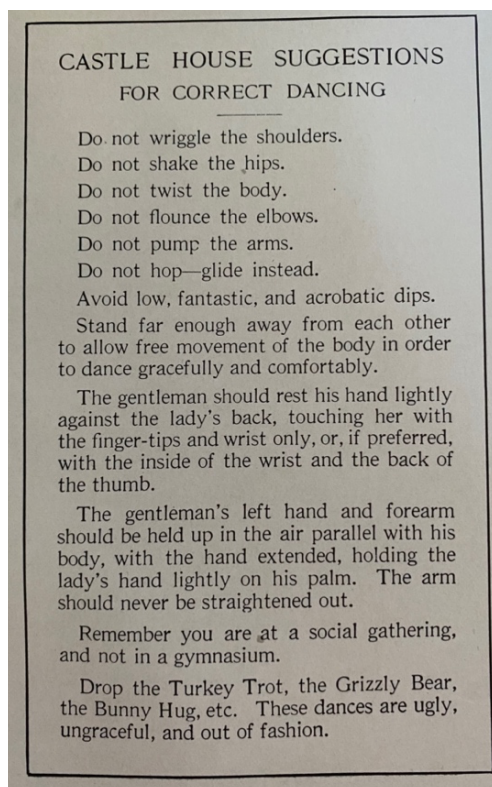 CASTLE HOUSE SUGGESTIONS
FOR CORRECT DANCING
Do not wriggle the shoulders.
Do not shake the hips.
Do not twist the body.
Do not flounce the elbows.
Do not pump the arms.
Do not hop—glide instead.
Avoid low, fantastic, and acrobatic dips.
Stand far enough away from each other
to allow free movement of the body in order
to dance gracefully and comfortably.
The gentleman should rest his hand lightly
against the lady's back, touching her with
the finger-tips and wrist only, or, if preferred,
with the inside of the wrist and the back of
the thumb.
The gentleman's left hand and forearm
should be held up in the air parallel with his
body, with the hand extended, holding the
lady's hand lightly on his palm. The arm
should never be straightened out.
Remember you are at a social gathering,
and not in a gymnasium.
Drop the Turkey Trot, the Grizzly Bear,
the Bunny Hug, etc. These dances are ugly,
ungraceful, and out of fashion.